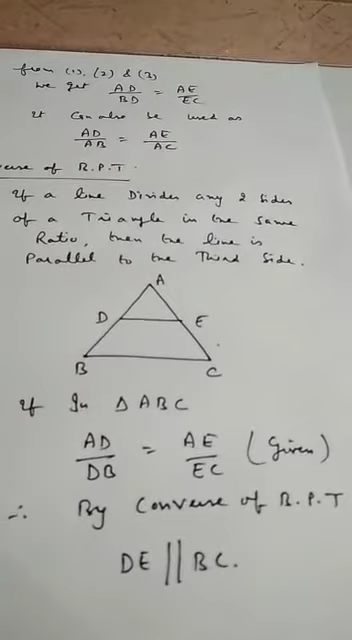 from (1), (2) & (3)
we get AD/BD = AE/EC
It can also be used as
AD/AB = AE/AC
verse of B.P.T.
If a line Divides any 2 sides
of a Triangle in the same
Ratio, then the line is
Parallel to the Third Side.
A
D E
B C
If In Δ ABC
AD/DB = AE/EC (Given)
∴ By Converse of B.P.T
DE || BC.